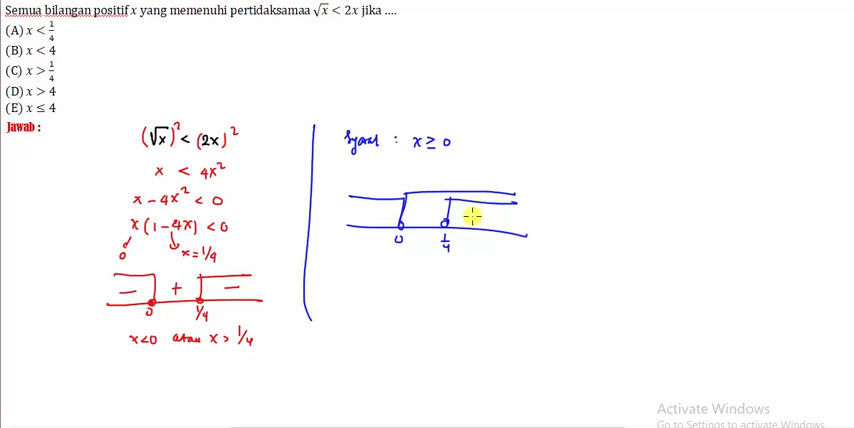 Semua bilangan positif x yang memenuhi pertidaksamaa √x < 2x jika ....
(A) x < 1/4
(B) x < 4
(C) x > 1/4
(D) x > 4
(E) x ≤ 4
Jawab :
(√x)² < (2x)²
x < 4x²
x − 4x² < 0
x(1 − 4x) < 0
0 x = 1/4
− + −
0 1/4
x<0 atau x > 1/4
Syarat : x ≥ 0
0 1/4
Activate Windows
Go to Settings to activate Windows.